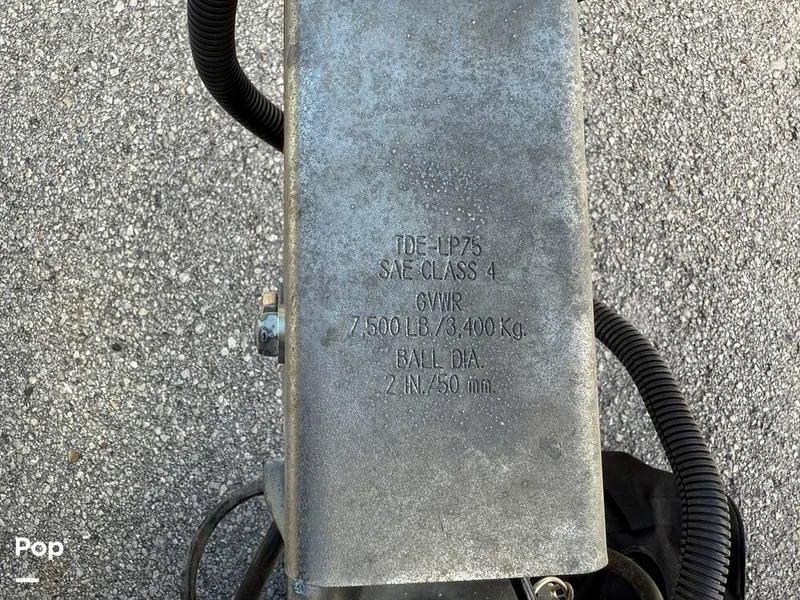 TDE-LP75
SAE CLASS 4
GVWR
7,500 LB./3,400 Kg.
BALL DIA.
2 IN./50 mm.
Pop